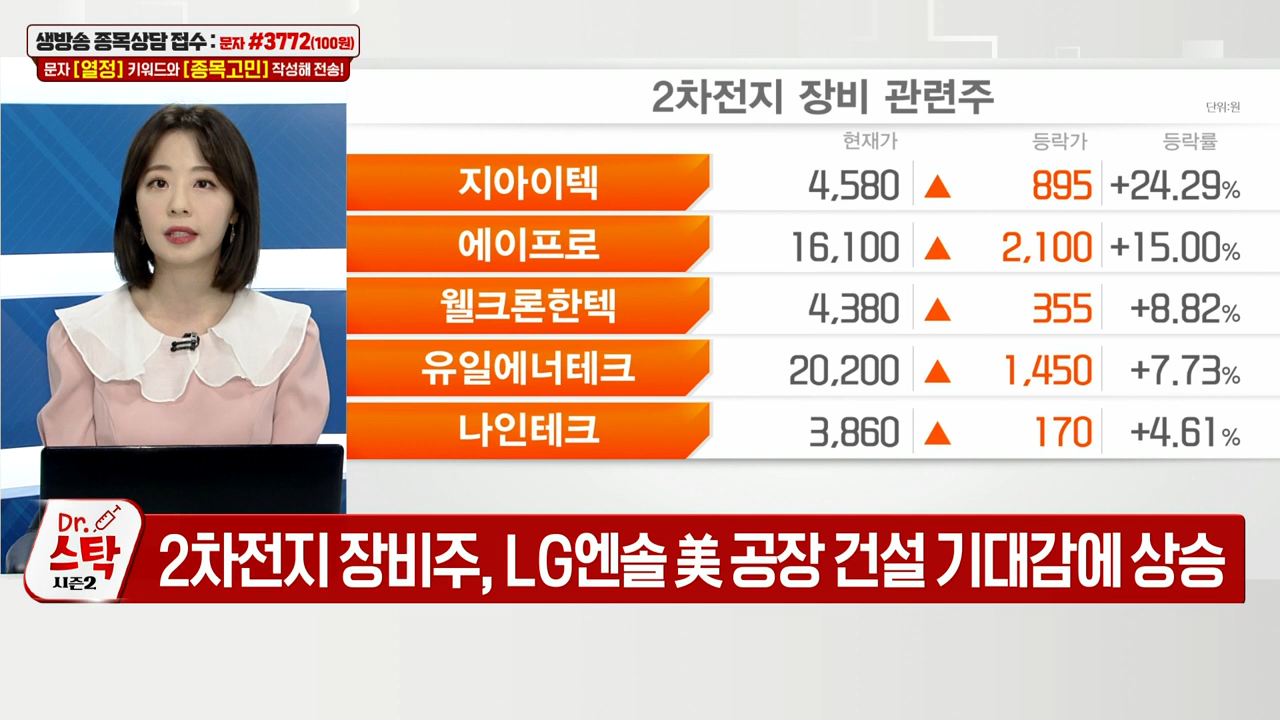 생방송 종목상담 접수 : 문자 #3772(100원)
문자 [열정] 키워드와 [종목고민] 작성해 전송!
2차전지 장비 관련주
단위:원
현재가 등락가 등락률
지아이텍 4,580 ▲ 895 +24.29%
에이프로 16,100 ▲ 2,100 +15.00%
웰크론한텍 4,380 ▲ 355 +8.82%
유일에너테크 20,200 ▲ 1,450 +7.73%
나인테크 3,860 ▲ 170 +4.61%
Dr.
스탁
시즌2
2차전지 장비주, LG엔솔 美 공장 건설 기대감에 상승